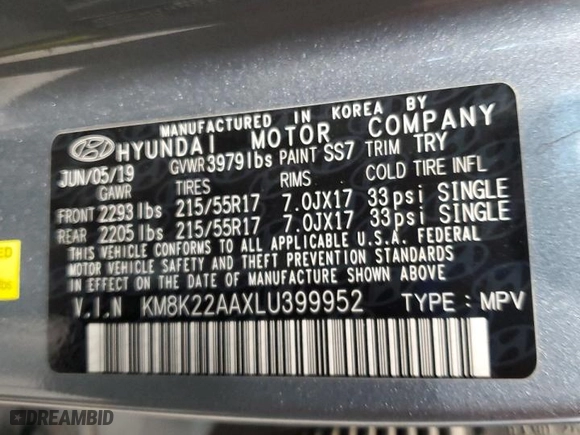 MANUFACTURED IN KOREA BY
HYUNDAI MOTOR COMPANY
JUN/05/19 GVWR 3979lbs PAINT SS7 TRIM TRY
GAWR TIRES RIMS COLD TIRE INFL
FRONT 2293lbs 215/55R17 7.0JX17 33psi SINGLE
REAR 2205lbs 215/55R17 7.0JX17 33psi SINGLE
THIS VEHICLE CONFORMS TO ALL APPLICABLE U.S.A. FEDERAL
MOTOR VEHICLE SAFETY AND THEFT PREVENTION STANDARDS
IN EFFECT ON THE DATE OF MANUFACTURE SHOWN ABOVE.
V.I.N KM8K22AAXLU399952 TYPE: MPV
DREAMBID